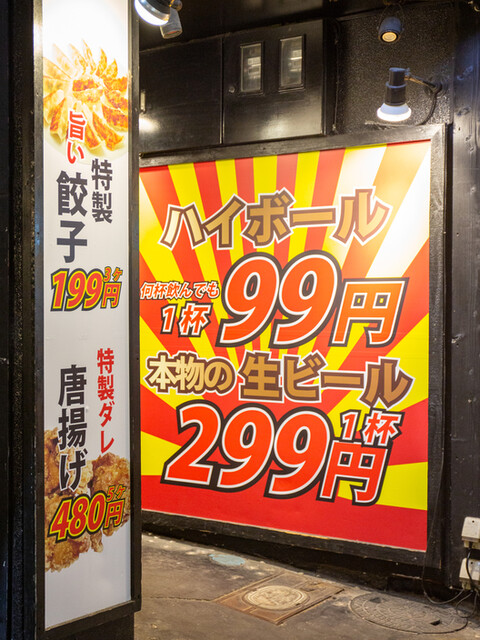 旨い
特製
餃子
3ケ
199円
特製ダレ
唐揚げ
5ケ
480円
ハイボール
何杯飲んでも
1杯
99円
本物の生ビール
1杯
299円